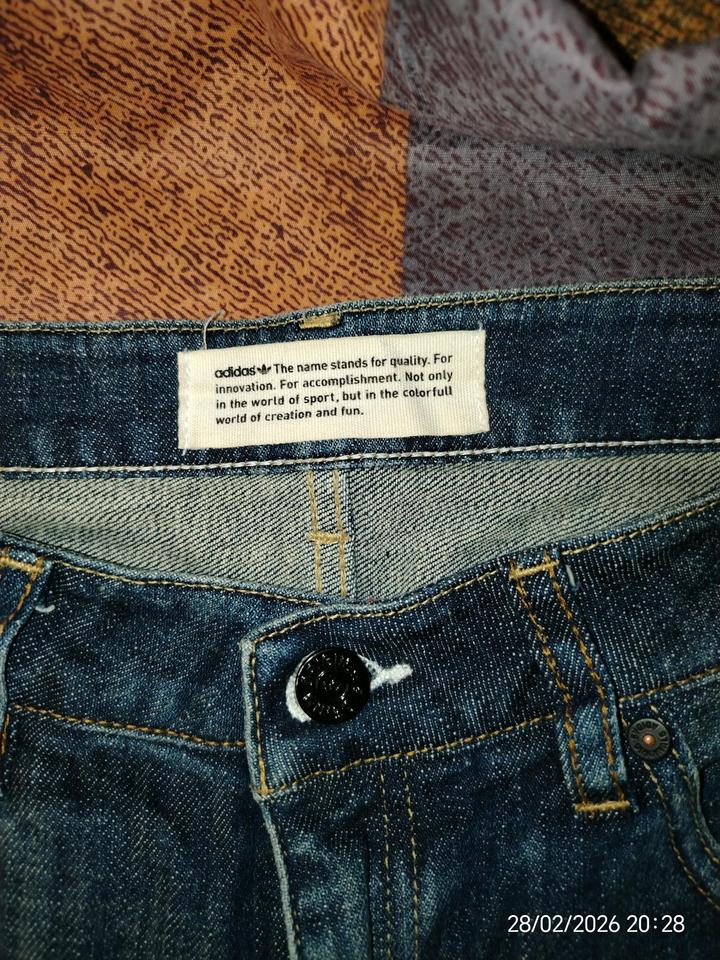 adidas The name stands for quality. For
innovation. For accomplishment. Not only
in the world of sport, but in the colorfull
world of creation and fun.
28/02/2026 20:28